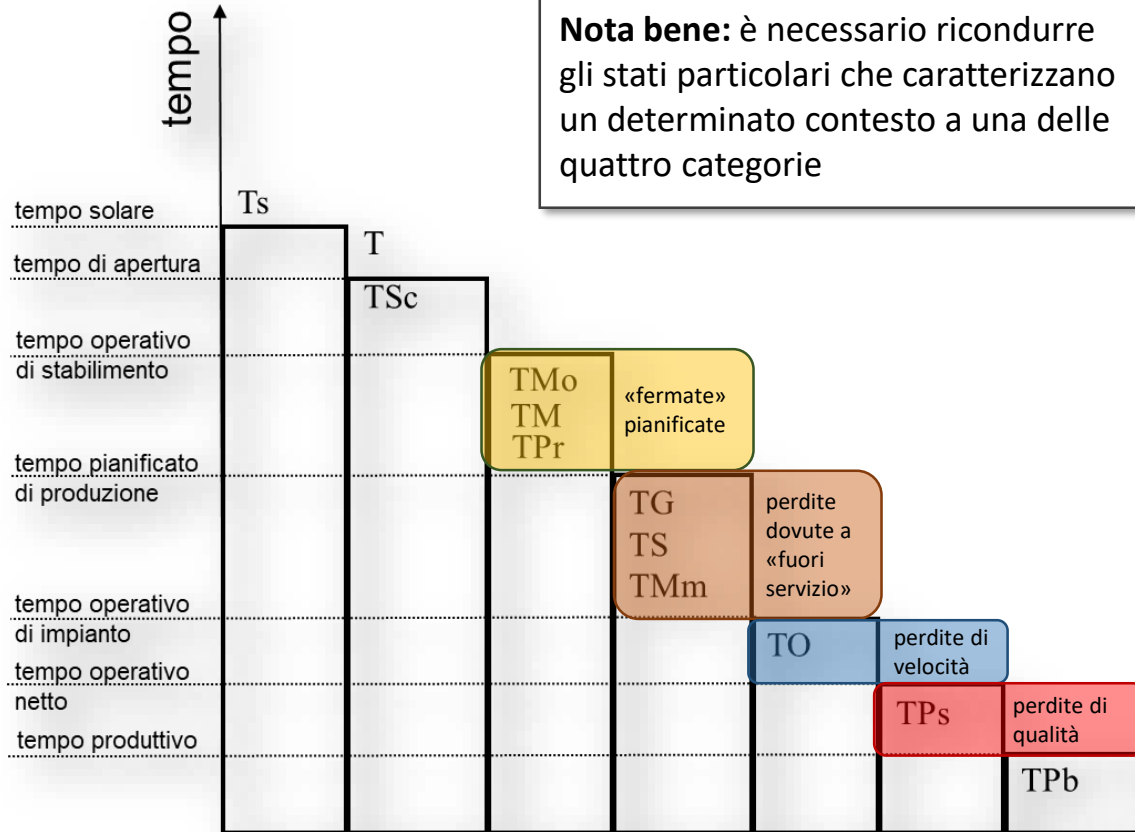 tempo
Nota bene: è necessario ricondurre
gli stati particolari che caratterizzano
un determinato contesto a una delle
quattro categorie
tempo solare
Ts
T
tempo di apertura
TSc
tempo operativo
di stabilimento
TMo
TM
TPr
«fermate»
pianificate
tempo pianificato
di produzione
TG
TS
TMm
perdite
dovute a
«fuori
servizio»
tempo operativo
di impianto
TO
perdite di
velocità
tempo operativo
netto
TPs
perdite di
qualità
tempo produttivo
TPb